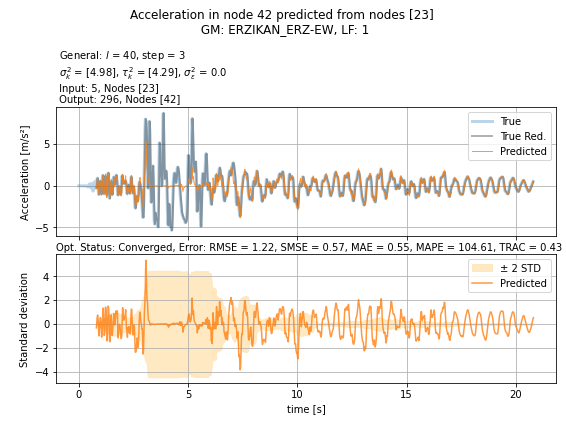 Acceleration in node 42 predicted from nodes [23]
GM: ERZIKAN_ERZ-EW, LF: 1
General: l = 40, step = 3
σ²ₖ = [4.98], τ²ₖ = [4.29], σ²ε = 0.0
Input: 5, Nodes [23]
Output: 296, Nodes [42]
Acceleration [m/s²]
5
0
−5
True
True Red.
Predicted
Opt. Status: Converged, Error: RMSE = 1.22, SMSE = 0.57, MAE = 0.55, MAPE = 104.61, TRAC = 0.43
Standard deviation
4
2
0
−2
−4
± 2 STD
Predicted
0
5
10
15
20
time [s]